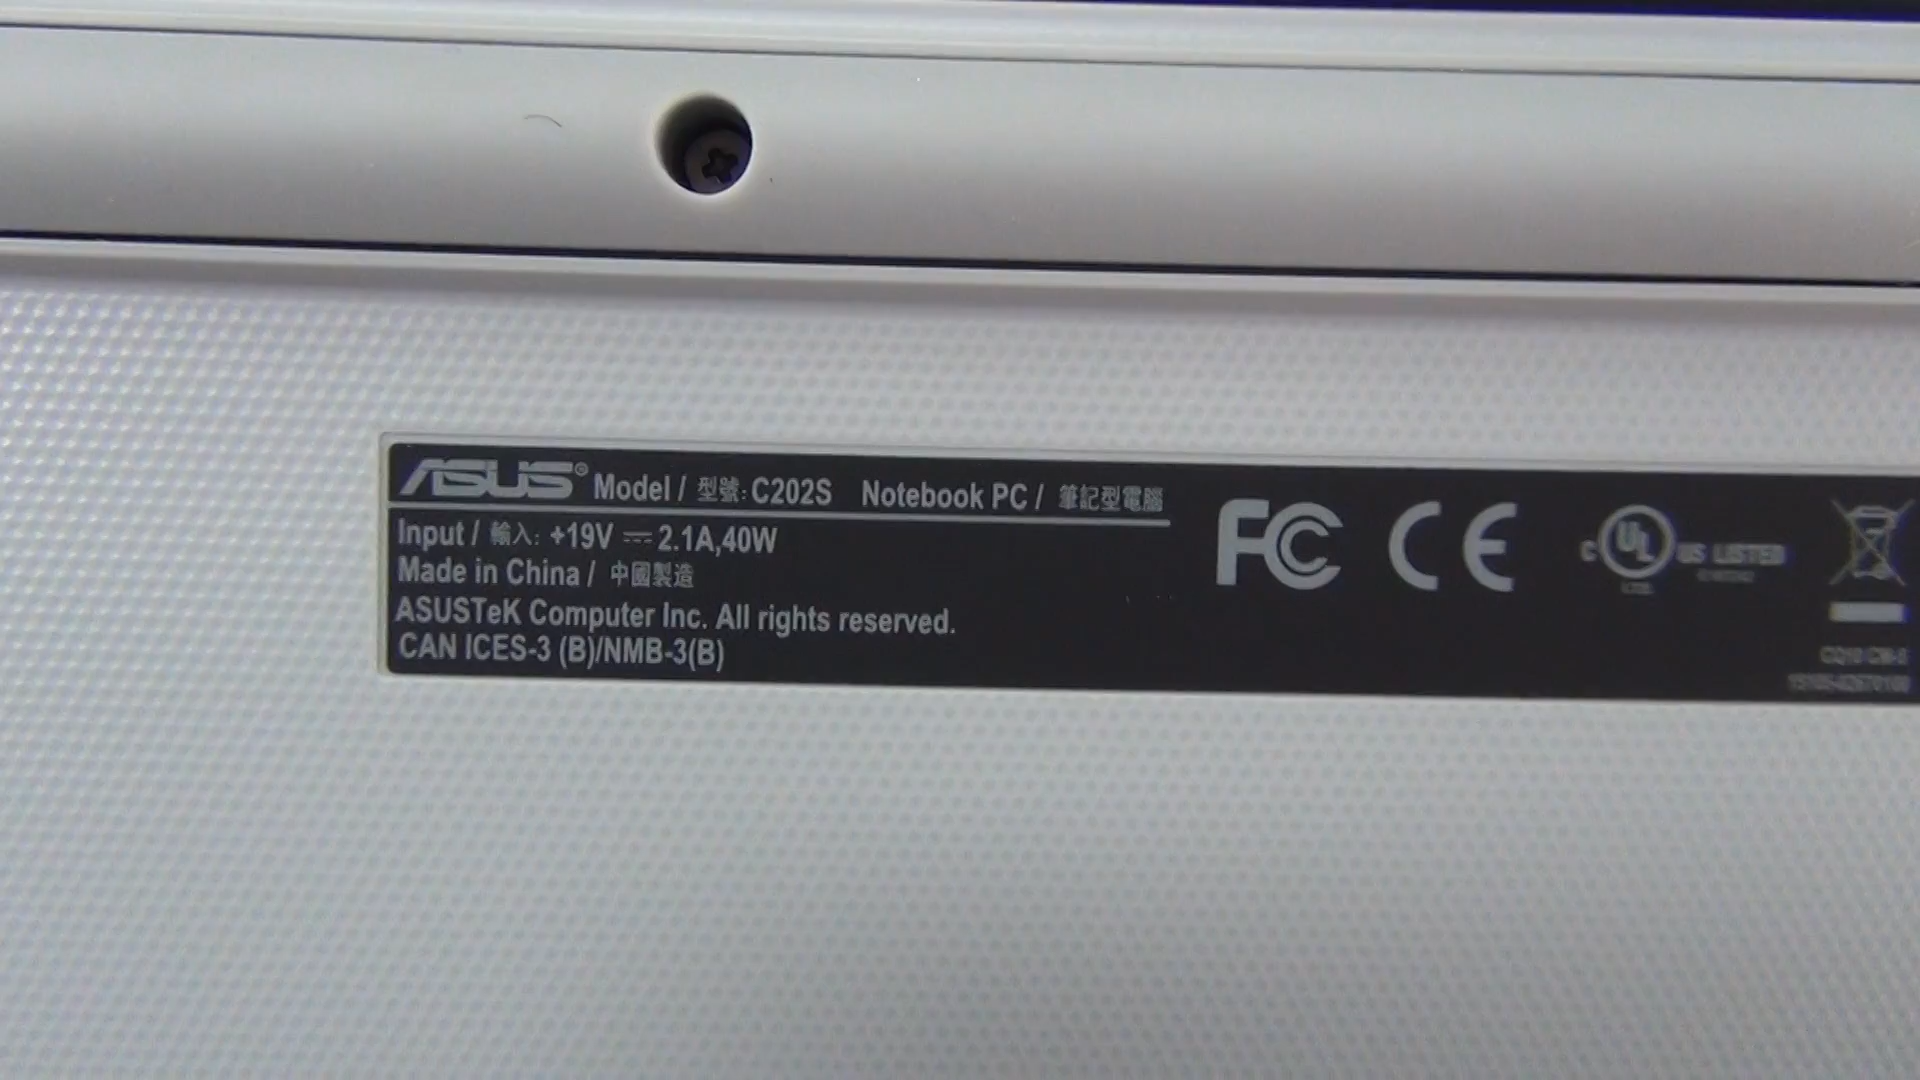 ASUS® Model / 型號: C202S Notebook PC / 筆記型電腦
Input / 輸入: +19V ⎓ 2.1A,40W
Made in China / 中國製造
ASUSTeK Computer Inc. All rights reserved.
CAN ICES-3 (B)/NMB-3(B)
FC CE
C UL US LISTED